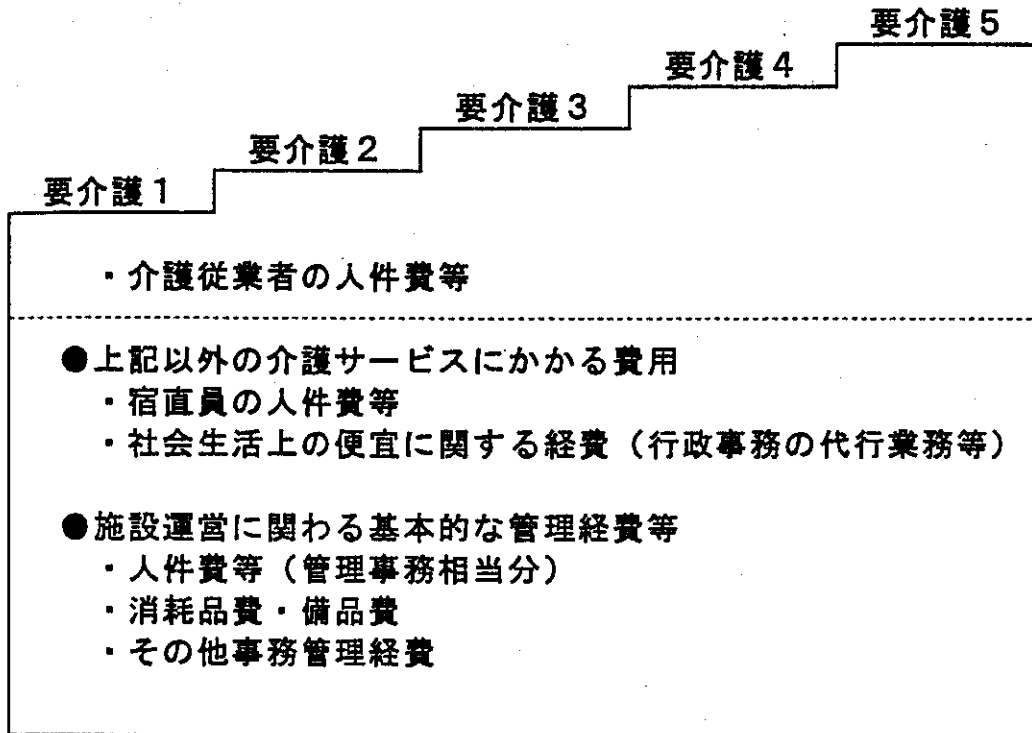 要介護5
要介護4
要介護3
要介護2
要介護1
・介護従業者の人件費等
●上記以外の介護サービスにかかる費用
・宿直員の人件費等
・社会生活上の便宜に関する経費（行政事務の代行業務等）
●施設運営に関わる基本的な管理経費等
・人件費等（管理事務相当分）
・消耗品費・備品費
・その他事務管理経費